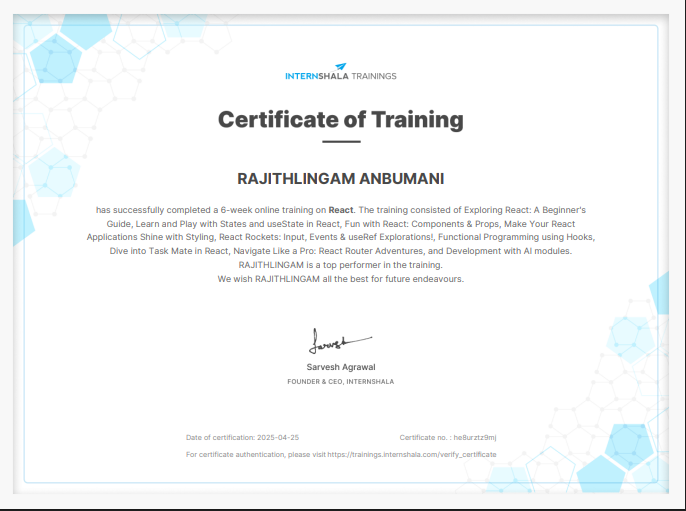 INTERNSHALA TRAININGS
Certificate of Training
RAJITHLINGAM ANBUMANI
has successfully completed a 6-week online training on React. The training consisted of Exploring React: A Beginner's
Guide, Learn and Play with States and useState in React, Fun with React: Components & Props, Make Your React
Applications Shine with Styling, React Rockets: Input, Events & useRef Explorations!, Functional Programming using Hooks,
Dive into Task Mate in React, Navigate Like a Pro: React Router Adventures, and Development with AI modules.
RAJITHLINGAM is a top performer in the training.
We wish RAJITHLINGAM all the best for future endeavours.
Sarvesh Agrawal
FOUNDER & CEO, INTERNSHALA
Date of certification: 2025-04-25
Certificate no. : he8urztz9mj
For certificate authentication, please visit https://trainings.internshala.com/verify_certificate